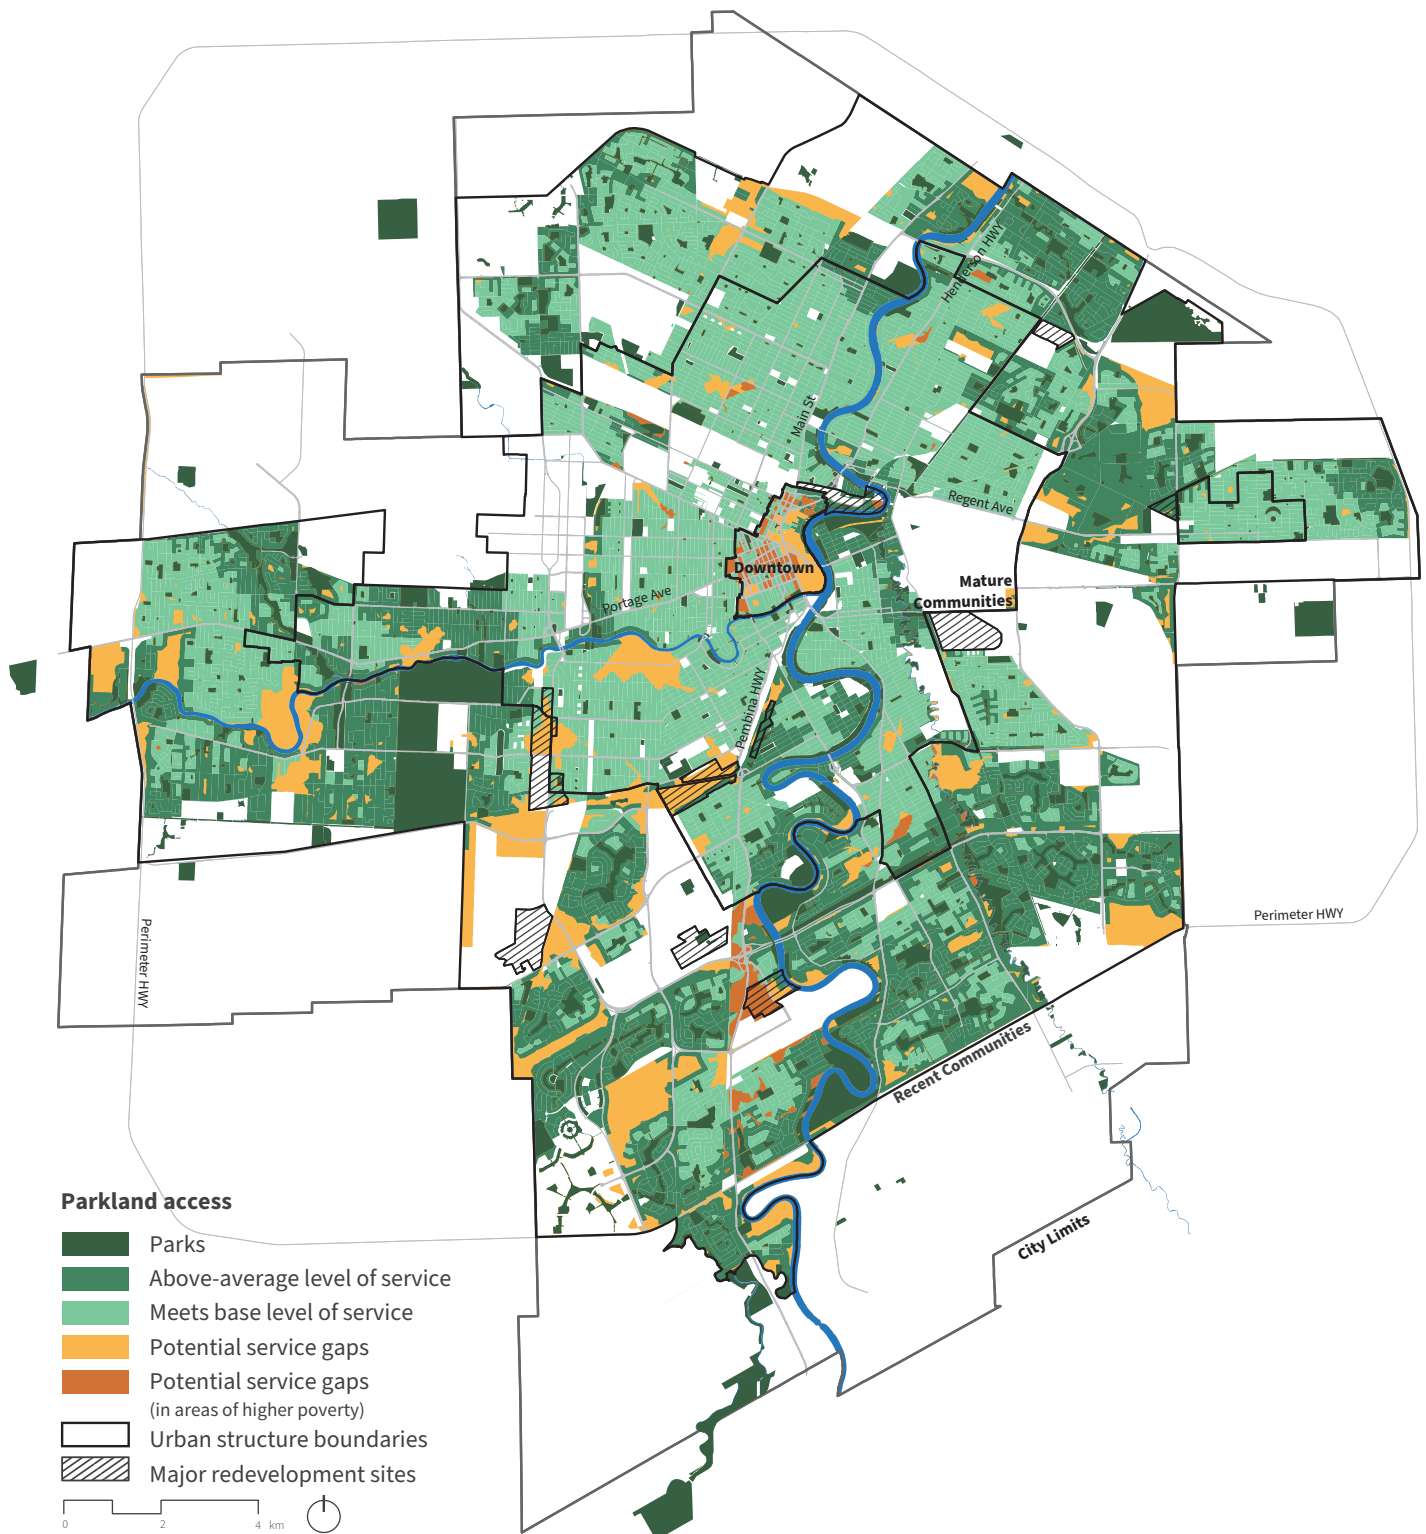 Henderson HWY
Main St
Regent Ave
Downtown
Mature
Communities
Portage Ave
Pembina HWY
Perimeter HWY
Perimeter HWY
Recent Communities
City Limits
Parkland access
Parks
Above-average level of service
Meets base level of service
Potential service gaps
Potential service gaps
(in areas of higher poverty)
Urban structure boundaries
Major redevelopment sites
0 2 4 km